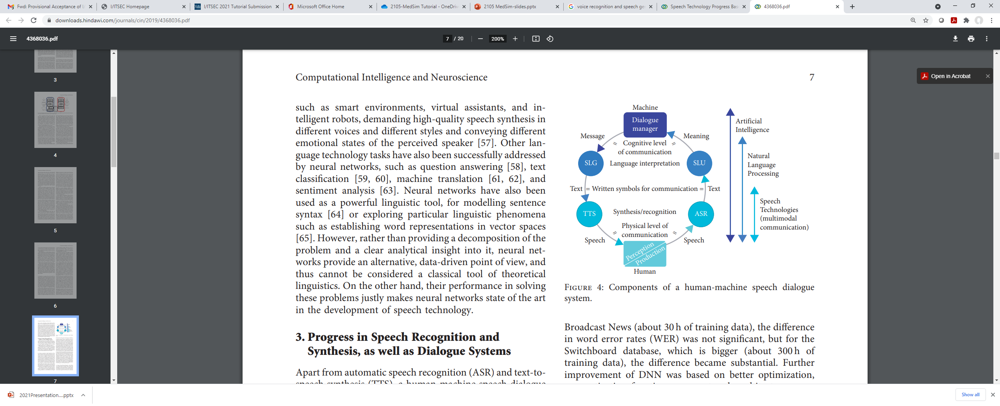 Fwd: Provisional Acceptance of I/
I/ITSEC Homepage
I/ITSEC 2021 Tutorial Submission
Microsoft Office Home
2105-MedSim Tutorial - OneDriv
2105 MedSim-slides.pptx
voice recognition and speech ge
Speech Technology Progress Bas
4368036.pdf
downloads.hindawi.com/journals/cin/2019/4368036.pdf
4368036.pdf
7 / 20
200%
Open in Acrobat
3
4
5
6
7
Computational Intelligence and Neuroscience
7
such as smart environments, virtual assistants, and in-
telligent robots, demanding high-quality speech synthesis in
different voices and different styles and conveying different
emotional states of the perceived speaker [57]. Other lan-
guage technology tasks have also been successfully addressed
by neural networks, such as question answering [58], text
classification [59, 60], machine translation [61, 62], and
sentiment analysis [63]. Neural networks have also been
used as a powerful linguistic tool, for modelling sentence
syntax [64] or exploring particular linguistic phenomena
such as establishing word representations in vector spaces
[65]. However, rather than providing a decomposition of the
problem and a clear analytical insight into it, neural net-
works provide an alternative, data-driven point of view, and
thus cannot be considered a classical tool of theoretical
linguistics. On the other hand, their performance in solving
these problems justly makes neural networks state of the art
in the development of speech technology.
3. Progress in Speech Recognition and
Synthesis, as well as Dialogue Systems
Apart from automatic speech recognition (ASR) and text-to-
speech synthesis (TTS), a human-machine speech dialogue
Machine
Dialogue
manager
Message
Meaning
= Cognitive level =
of communication
SLG
Language interpretation
SLU
Text = Written symbols for communication = Text
TTS
Synthesis/recognition
ASR
Physical level of
= communication =
Speech
Speech
Perception
Production
Human
Artificial
Intelligence
Natural
Language
Processing
Speech
Technologies
(multimodal
communication)
FIGURE 4: Components of a human-machine speech dialogue
system.
Broadcast News (about 30 h of training data), the difference
in word error rates (WER) was not significant, but for the
Switchboard database, which is bigger (about 300 h of
training data), the difference became substantial. Further
improvement of DNN was based on better optimization,
2021Presentation....pptx
Show all